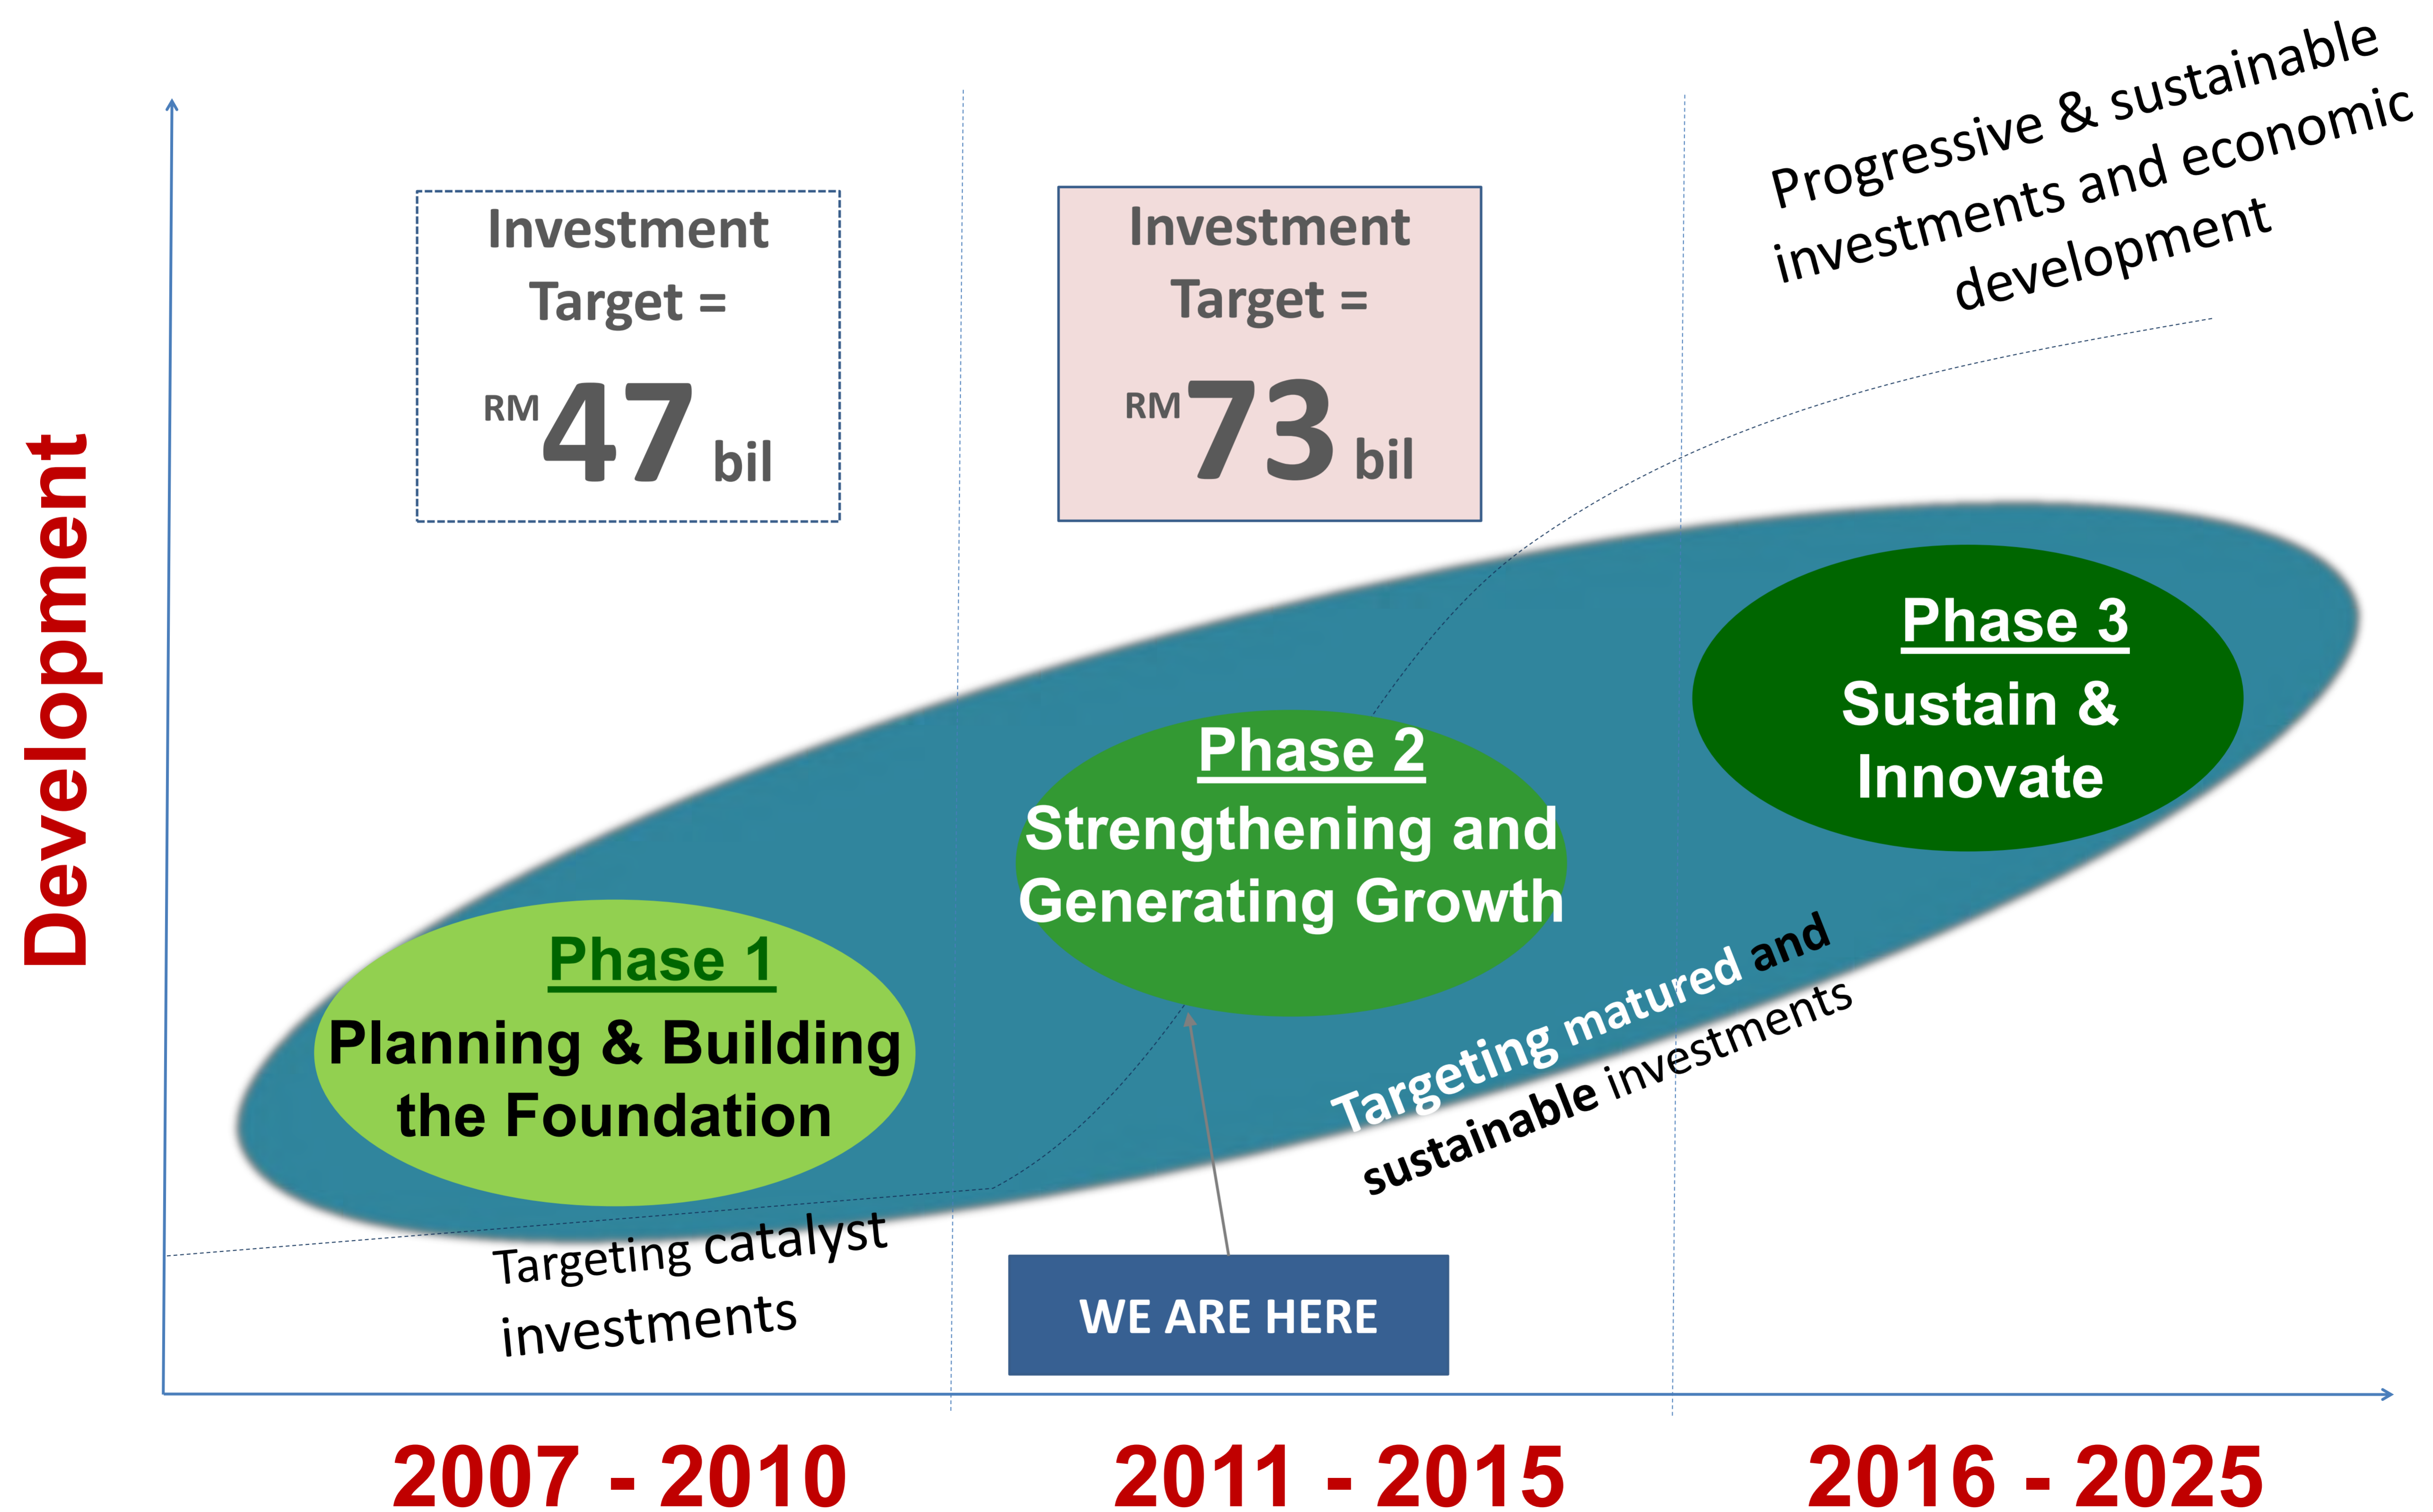 Progressive & sustainable
investments and economic
development
Investment
Target =
RM47 bil
Investment
Target =
RM73 bil
Development
Phase 3
Sustain &
Innovate
Phase 2
Strengthening and
Generating Growth
Phase 1
Planning & Building
the Foundation
Targeting matured and
sustainable investments
Targeting catalyst
investments
WE ARE HERE
2007 - 2010
2011 - 2015
2016 - 2025